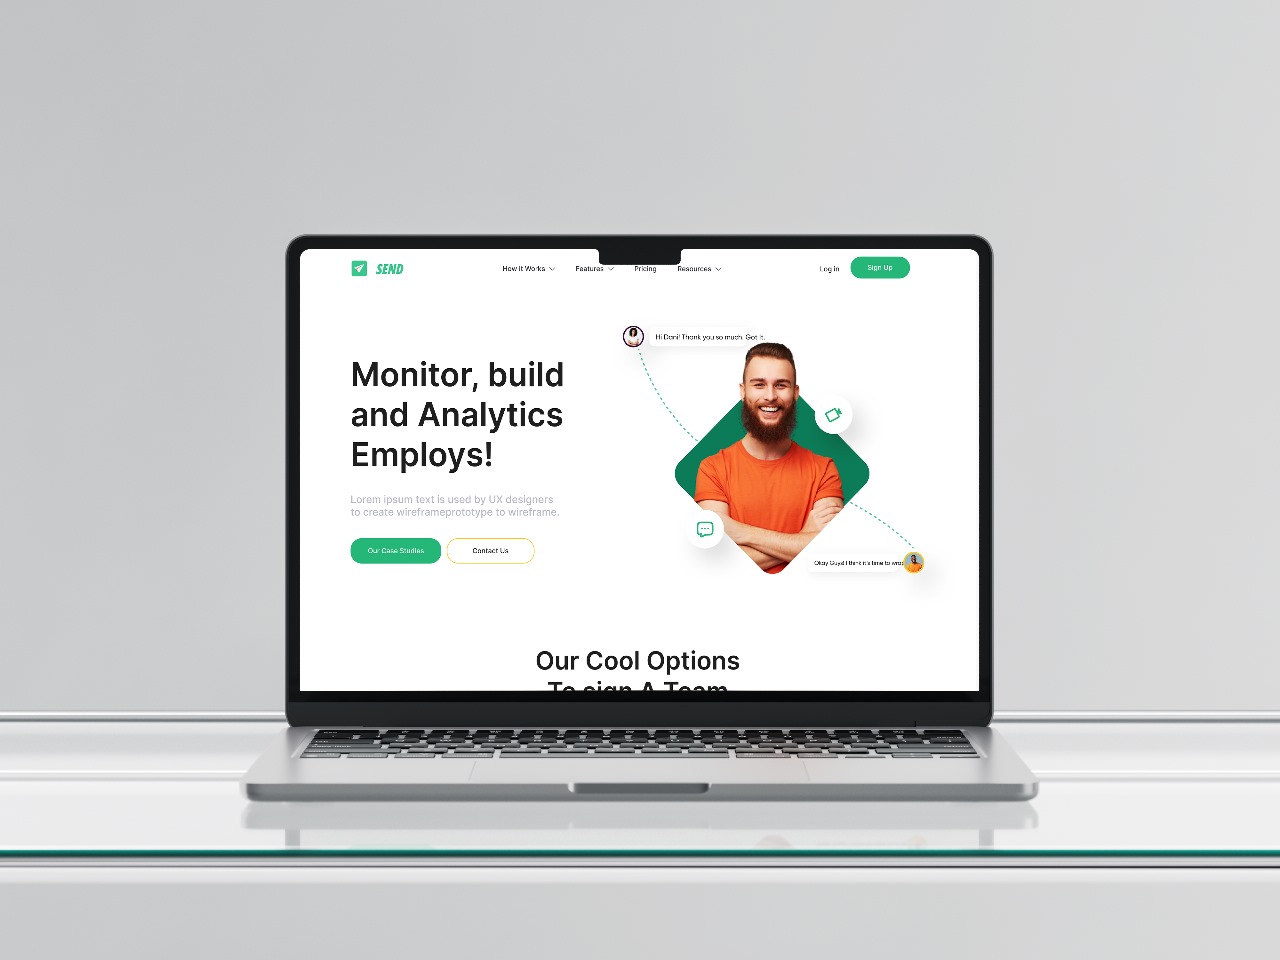 SEND
How It Works
Features
Pricing
Resources
Log in
Sign Up
Hi Dani! Thank you so much. Got It.
Monitor, build
and Analytics
Employs!
Lorem ipsum text is used by UX designers
to create wireframeprototype to wireframe.
Our Case Studies
Contact Us
Okay Guys! I think it's time to wrap
Our Cool Options
To sign A Team